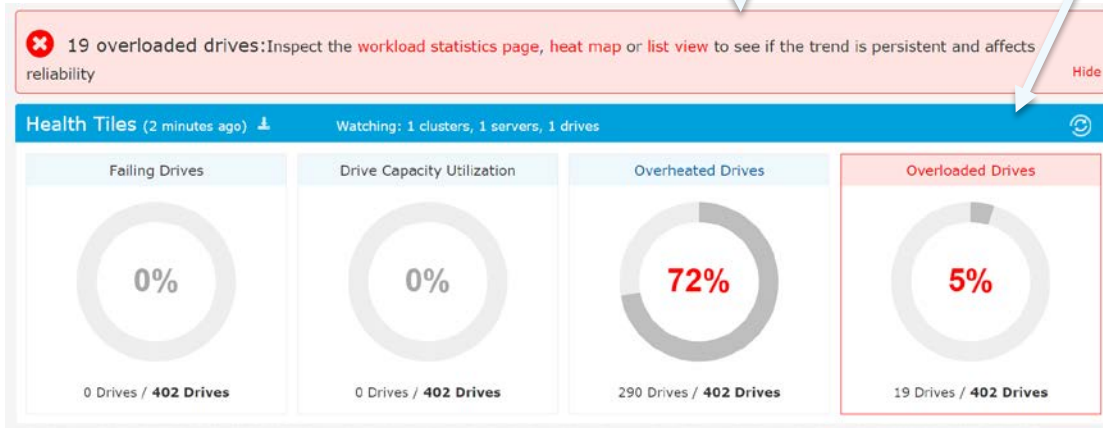 19 overloaded drives:Inspect the workload statistics page, heat map or list view to see if the trend is persistent and affects
reliability
Hide
Health Tiles (2 minutes ago) Watching: 1 clusters, 1 servers, 1 drives
Failing Drives
Drive Capacity Utilization
Overheated Drives
Overloaded Drives
0%
0%
72%
5%
0 Drives / 402 Drives
0 Drives / 402 Drives
290 Drives / 402 Drives
19 Drives / 402 Drives